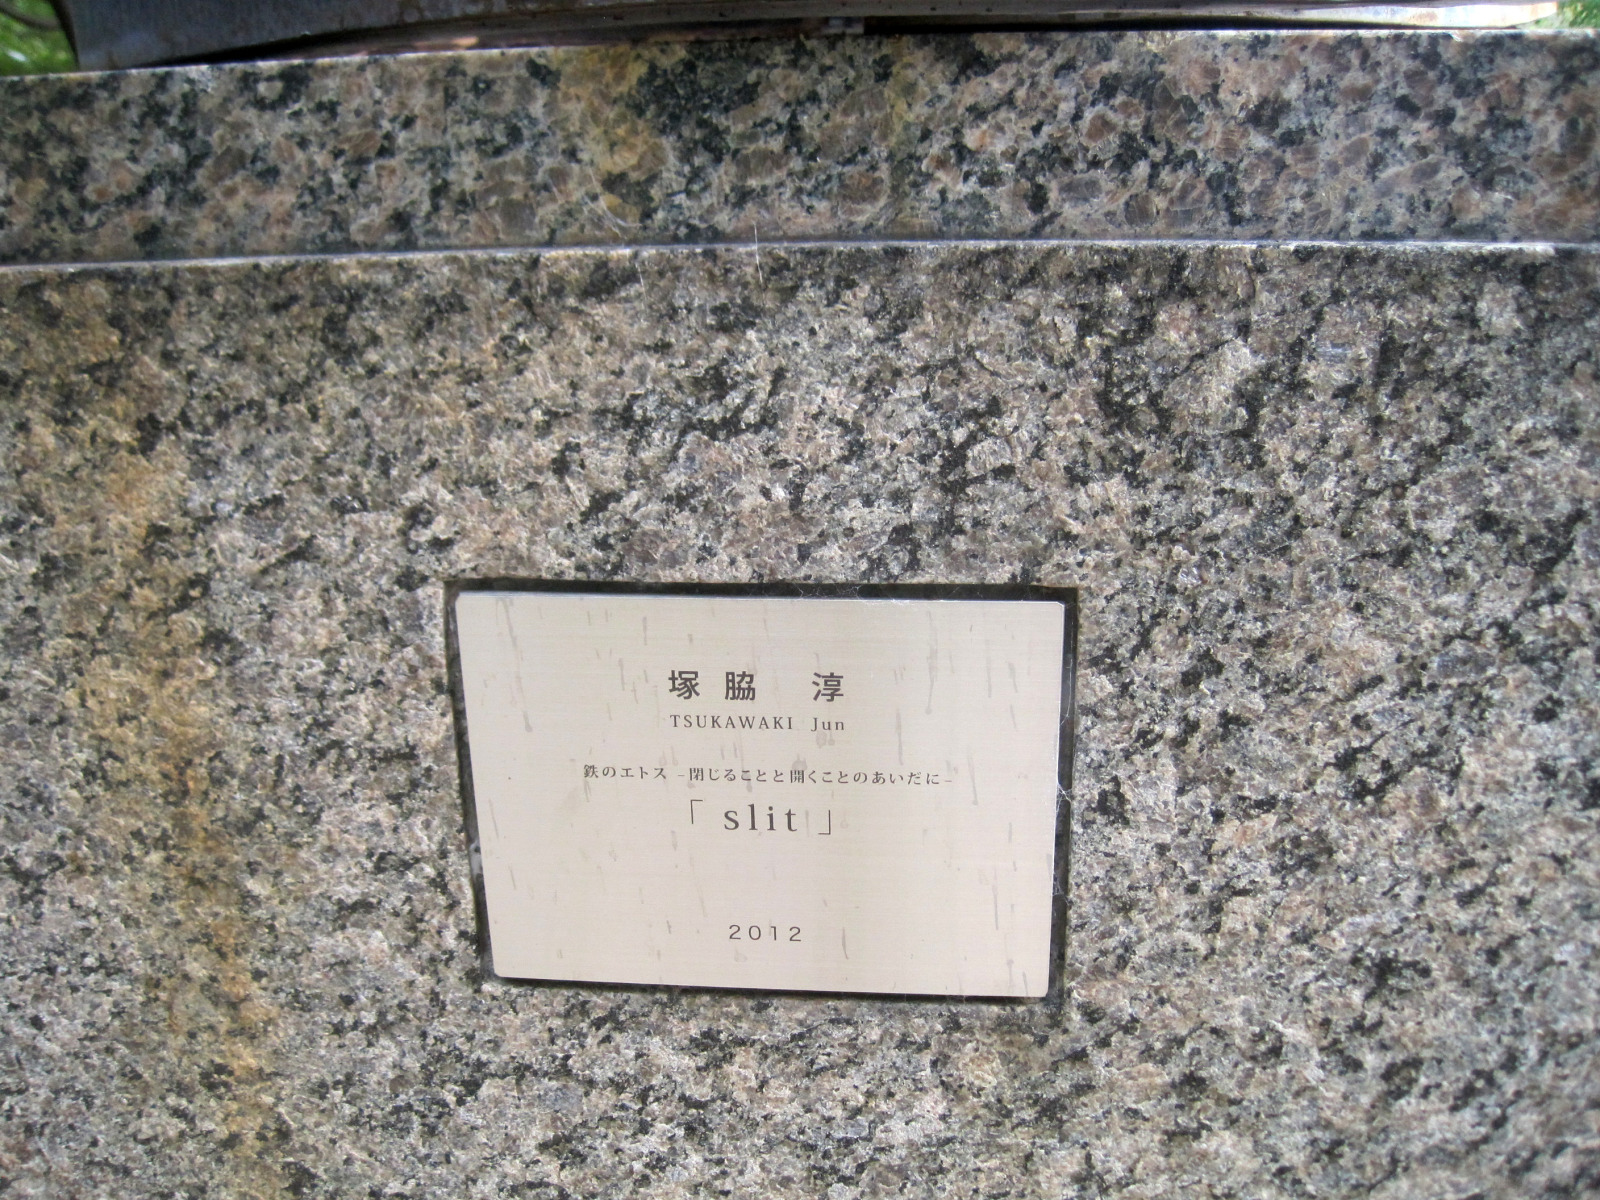 塚脇　淳
TSUKAWAKI Jun
鉄のエトス −閉じることと開くことのあいだに−
「 slit 」
2012